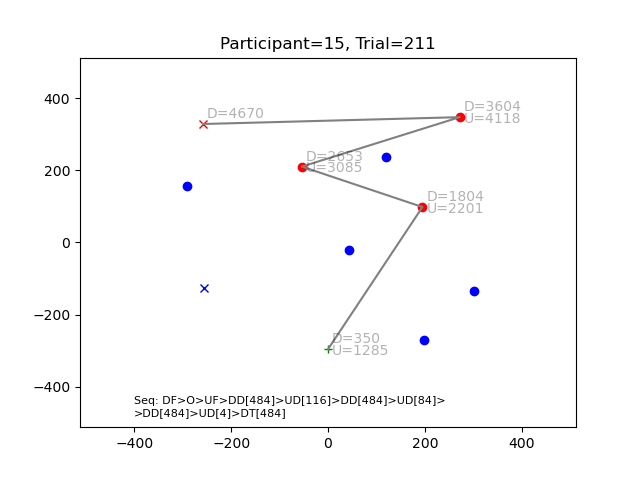 Participant=15, Trial=211
D=4670
D=3604
U=4118
D=2653
U=3085
D=1804
U=2201
D=350
U=1285
Seq: DF>O>UF>DD[484]>UD[116]>DD[484]>UD[84]>
>DD[484]>UD[4]>DT[484]
400
200
0
−200
−400
−400
−200
0
200
400